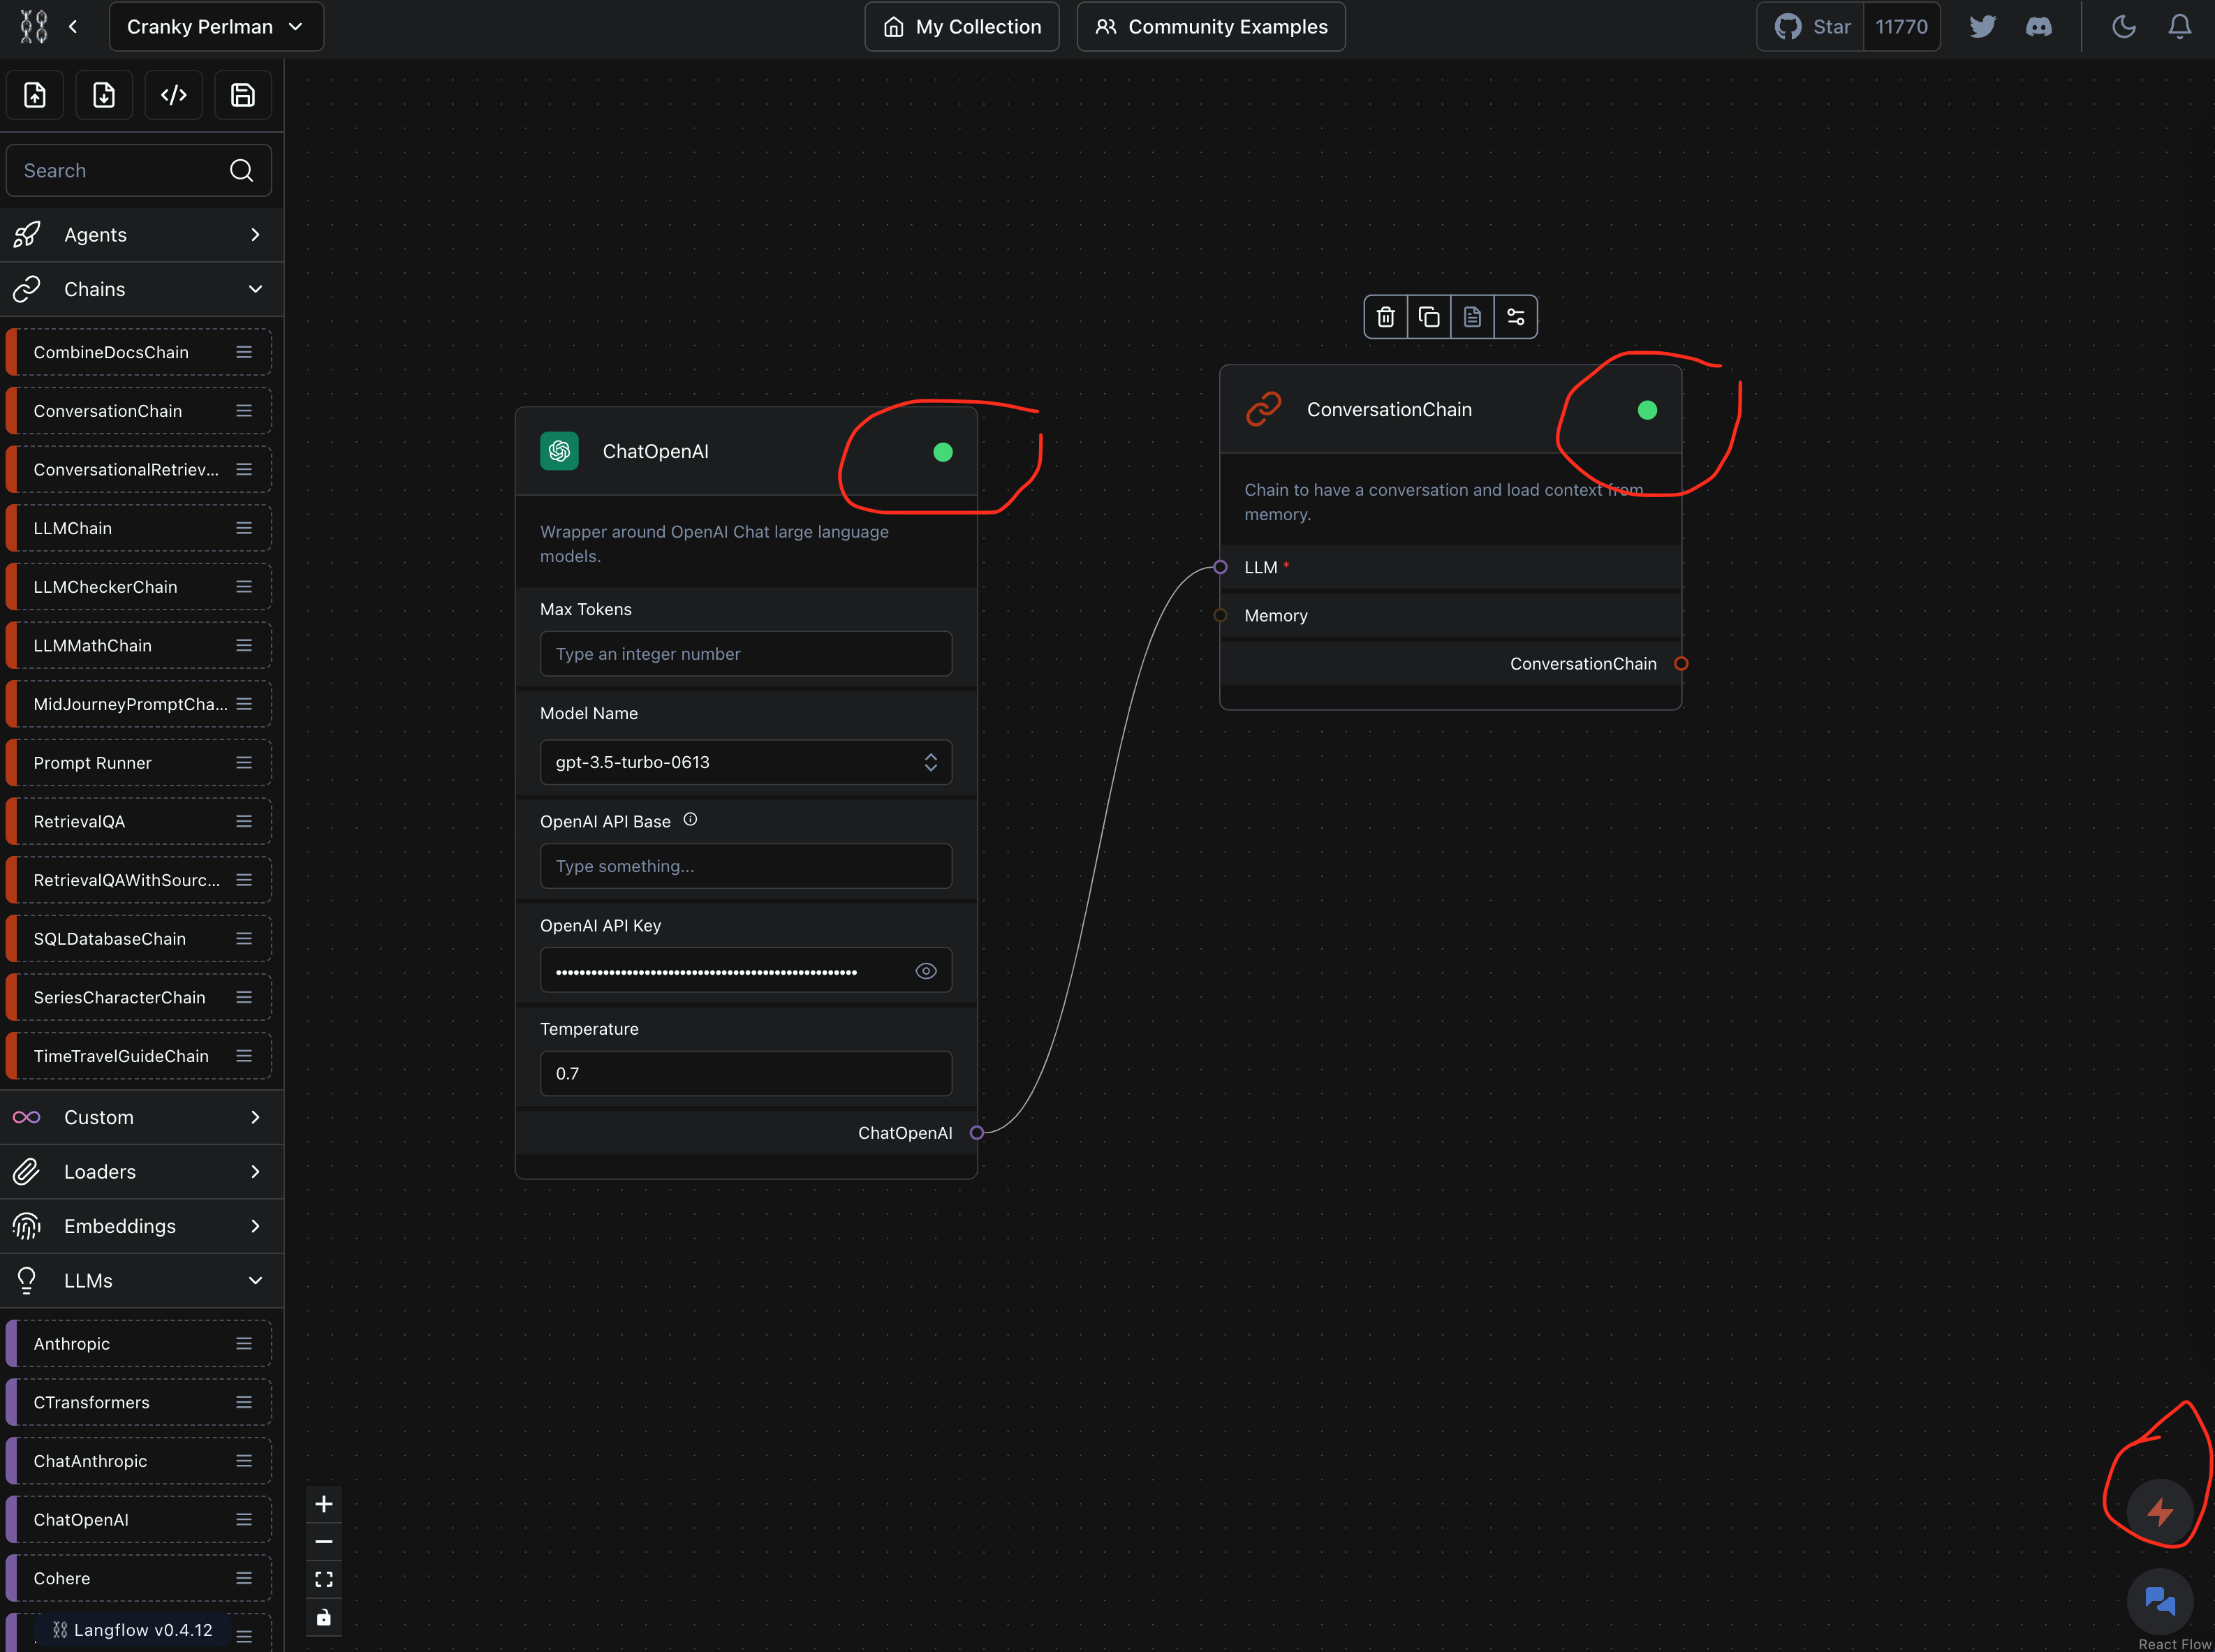 Cranky Perlman
My Collection
Community Examples
Star
11770
Search
Agents
Chains
CombineDocsChain
ConversationChain
ConversationalRetriev...
LLMChain
LLMCheckerChain
LLMMathChain
MidJourneyPromptCha...
Prompt Runner
RetrievalQA
RetrievalQAWithSourc...
SQLDatabaseChain
SeriesCharacterChain
TimeTravelGuideChain
Custom
Loaders
Embeddings
LLMs
Anthropic
CTransformers
ChatAnthropic
ChatOpenAI
Cohere
Langflow v0.4.12
ChatOpenAI
Wrapper around OpenAI Chat large language
models.
Max Tokens
Type an integer number
Model Name
gpt-3.5-turbo-0613
OpenAI API Base
Type something...
OpenAI API Key
Temperature
0.7
ChatOpenAI
ConversationChain
Chain to have a conversation and load context from
memory.
LLM *
Memory
ConversationChain
React Flow